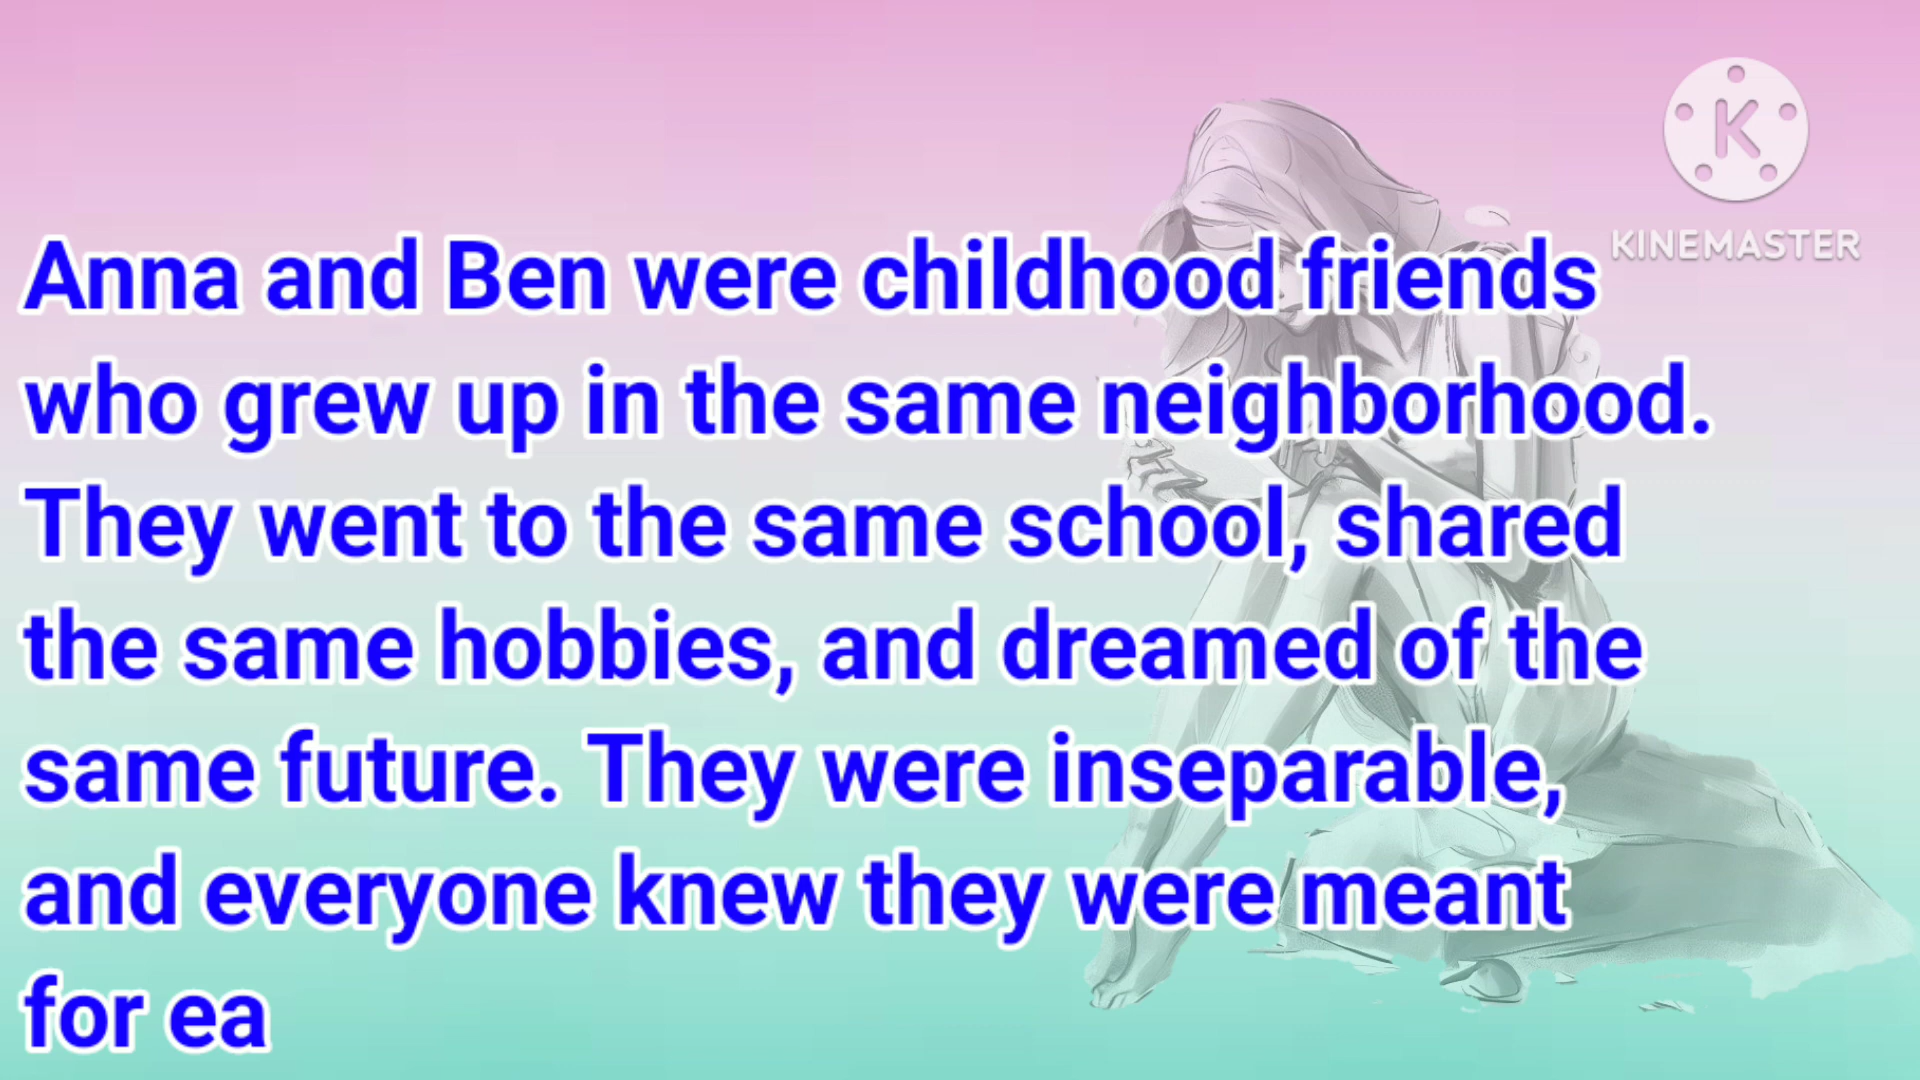 K
KINEMASTER
Anna and Ben were childhood friends
who grew up in the same neighborhood.
They went to the same school, shared
the same hobbies, and dreamed of the
same future. They were inseparable,
and everyone knew they were meant
for ea